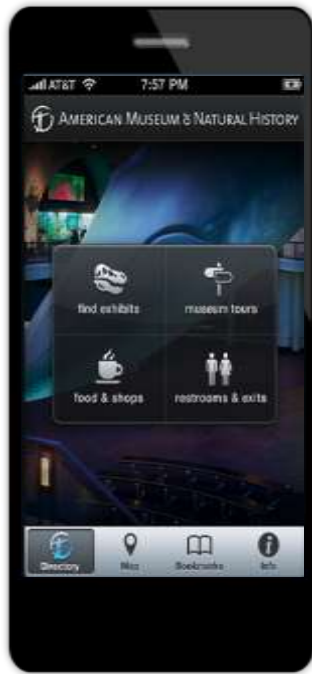 AT&T 7:57 PM
AMERICAN MUSEUM & NATURAL HISTORY
find exhibits museum tours
food & shops restrooms & exits
Directory Map Bookmarks Info